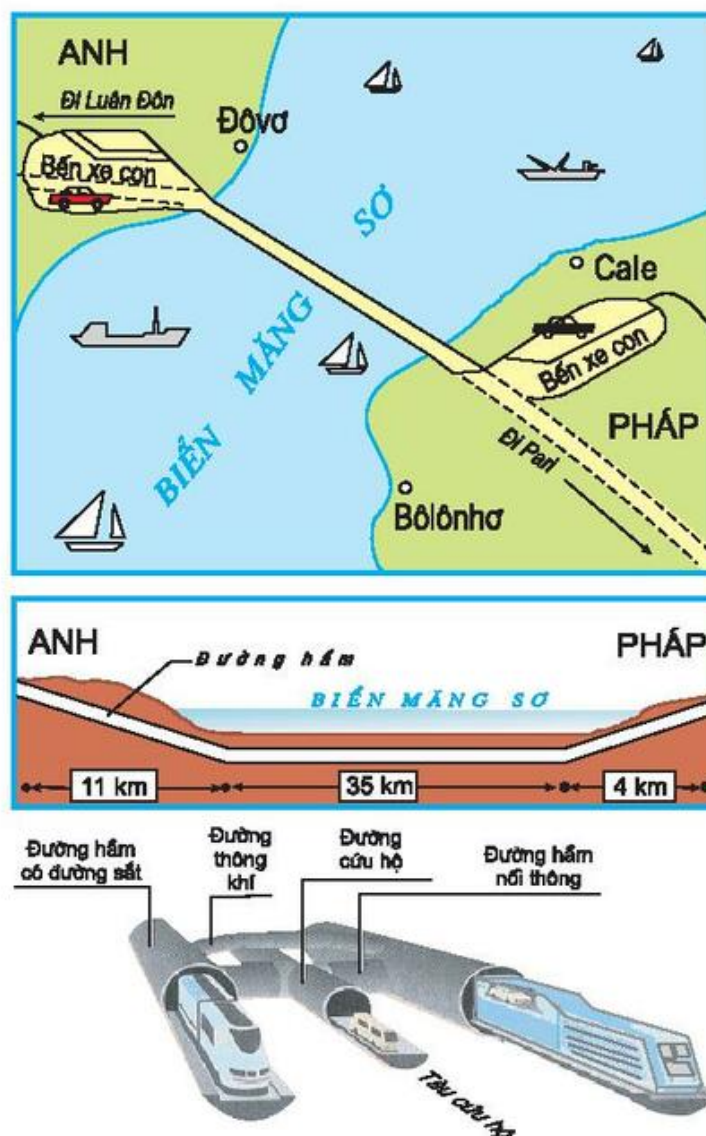 ANH
Đi Luân Đôn
Đôvơ
Bến xe con
BIỂN MĂNG SƠ
Cale
Bến xe con
PHÁP
Đi Pari
Bôlônhơ
ANH
PHÁP
Đường hầm
BIỂN MĂNG SƠ
11 km
35 km
4 km
Đường hầm
có đường sắt
Đường
thông
khí
Đường
cứu hộ
Đường hầm
nối thông
Tàu cứu hộ